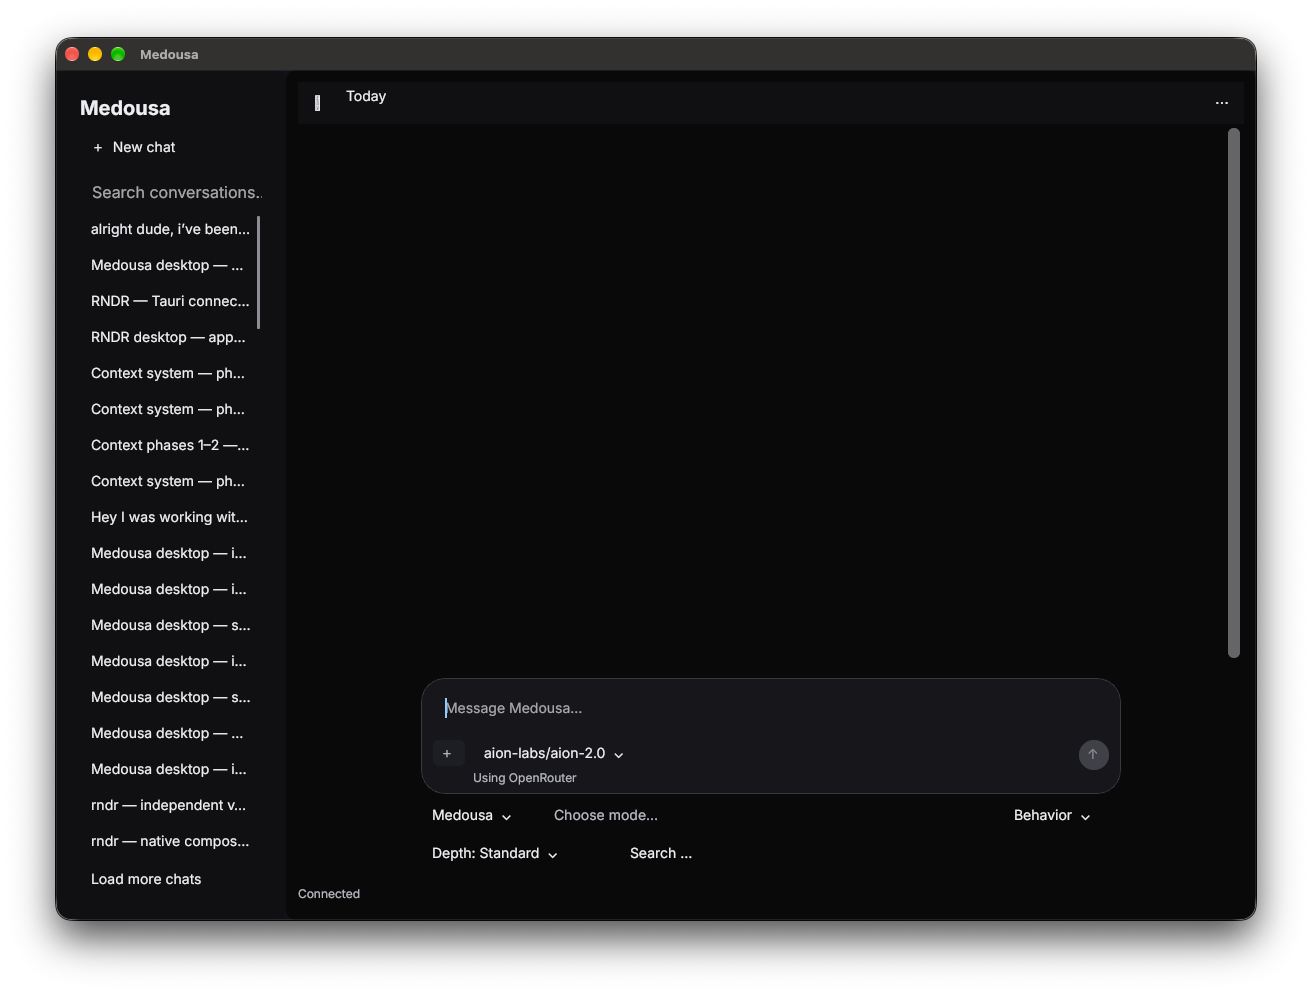 Medousa
Medousa
+ New chat
Search conversations..
alright dude, i’ve been...
Medousa desktop — ...
RNDR — Tauri connec...
RNDR desktop — app...
Context system — ph...
Context system — ph...
Context phases 1–2 —...
Context system — ph...
Hey I was working wit...
Medousa desktop — i...
Medousa desktop — i...
Medousa desktop — s...
Medousa desktop — i...
Medousa desktop — s...
Medousa desktop — ...
Medousa desktop — i...
rndr — independent v...
rndr — native compos...
Load more chats
Today
...
Message Medousa...
+ aion-labs/aion-2.0
Using OpenRouter
Medousa Choose mode... Behavior
Depth: Standard Search ...
Connected